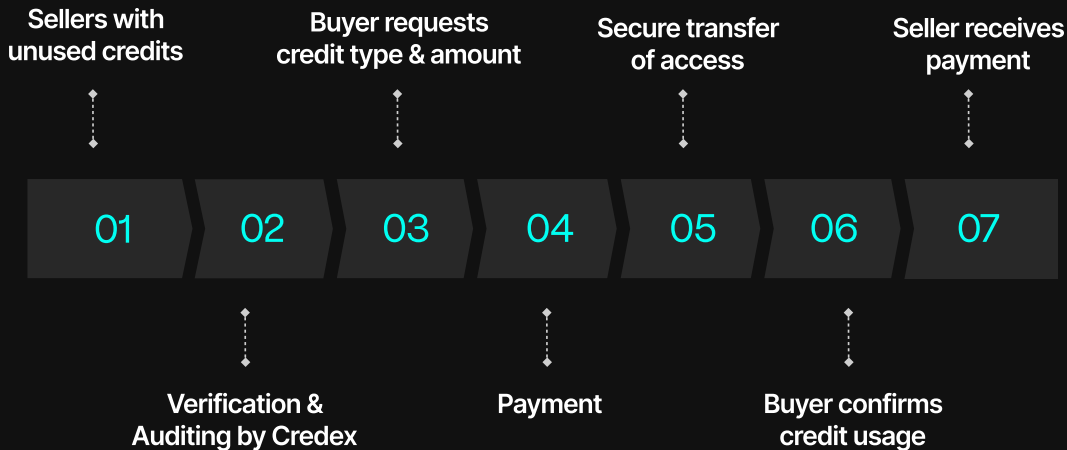 Sellers with
unused credits
Buyer requests
credit type & amount
Secure transfer
of access
Seller receives
payment
01
02
03
04
05
06
07
Verification &
Auditing by Credex
Payment
Buyer confirms
credit usage